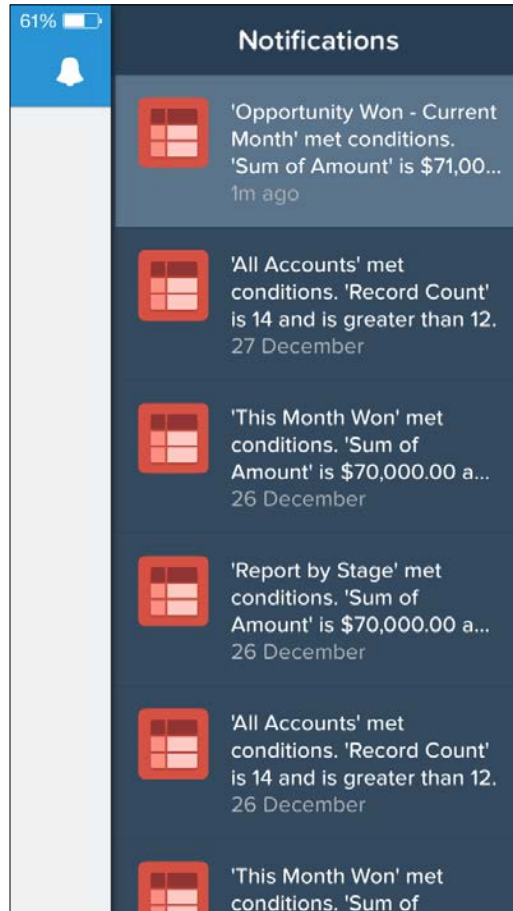 61%
Notifications
'Opportunity Won - Current
Month' met conditions.
'Sum of Amount' is $71,00...
1m ago
'All Accounts' met
conditions. 'Record Count'
is 14 and is greater than 12.
27 December
'This Month Won' met
conditions. 'Sum of
Amount' is $70,000.00 a...
26 December
'Report by Stage' met
conditions. 'Sum of
Amount' is $70,000.00 a...
26 December
'All Accounts' met
conditions. 'Record Count'
is 14 and is greater than 12.
26 December
'This Month Won' met
conditions. 'Sum of